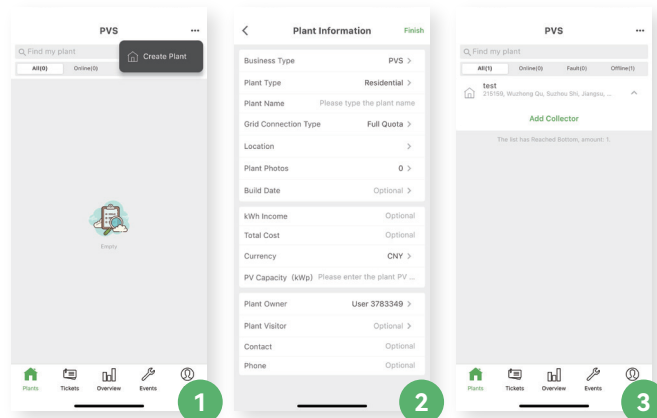 PVS
Find my plant
Create Plant
All(0)
Online(0)
Empty
Plants
Tickets
Overview
Events
1
Plant Information
Finish
Business Type
PVS
Plant Type
Residential
Plant Name
Please type the plant name
Grid Connection Type
Full Quota
Location
Plant Photos
0
Build Date
Optional
kWh Income
Optional
Total Cost
Optional
Currency
CNY
PV Capacity (kWp)
Please enter the plant PV ...
Plant Owner
User 3783349
Plant Visitor
Optional
Contact
Optional
Phone
Optional
2
PVS
Find my plant
All(1)
Online(0)
Fault(0)
Offline(1)
test
215159, Wuzhong Qu, Suzhou Shi, Jiangsu, ...
Add Collector
The list has Reached Bottom, amount: 1.
Plants
Tickets
Overview
Events
3